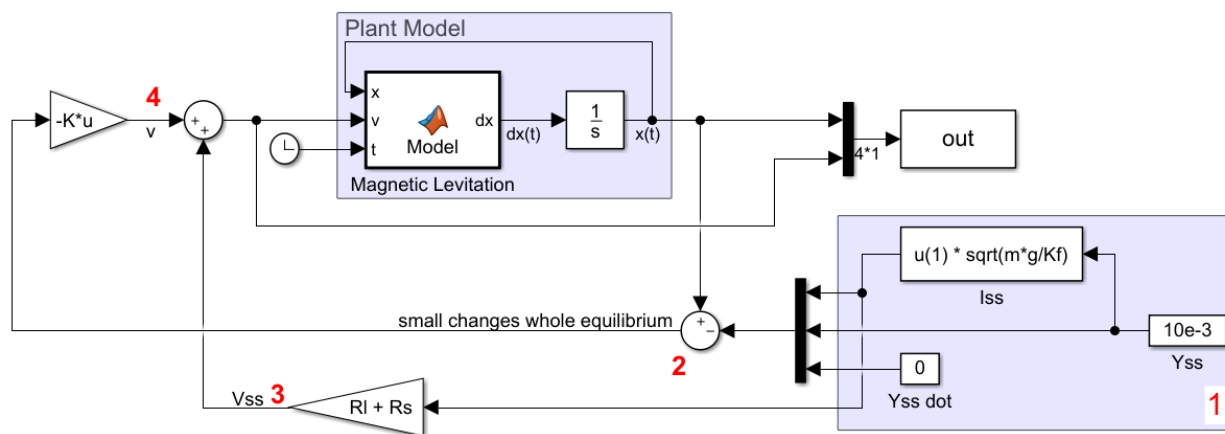 Plant Model
-K*u
4
v
+
+
x
v
t
Model
dx
dx(t)
1
s
x(t)
Magnetic Levitation
4*1
out
u(1) * sqrt(m*g/Kf)
Iss
small changes whole equilibrium
+
−
2
10e-3
Yss
0
Yss dot
Vss 3
Rl + Rs
1